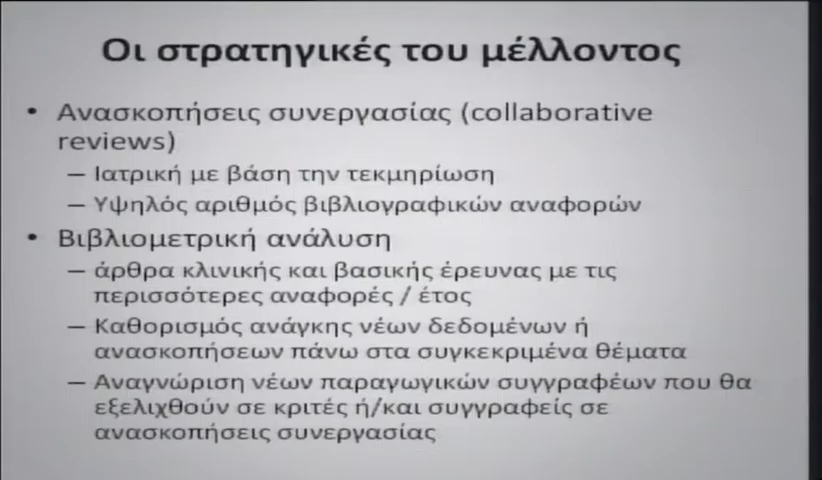 Οι στρατηγικές του μέλλοντος
• Ανασκοπήσεις συνεργασίας (collaborative
reviews)
– Ιατρική με βάση την τεκμηρίωση
– Υψηλός αριθμός βιβλιογραφικών αναφορών
• Βιβλιομετρική ανάλυση
– άρθρα κλινικής και βασικής έρευνας με τις
περισσότερες αναφορές / έτος
– Καθορισμός ανάγκης νέων δεδομένων ή
ανασκοπήσεων πάνω στα συγκεκριμένα θέματα
– Αναγνώριση νέων παραγωγικών συγγραφέων που θα
εξελιχθούν σε κριτές ή/και συγγραφείς σε
ανασκοπήσεις συνεργασίας